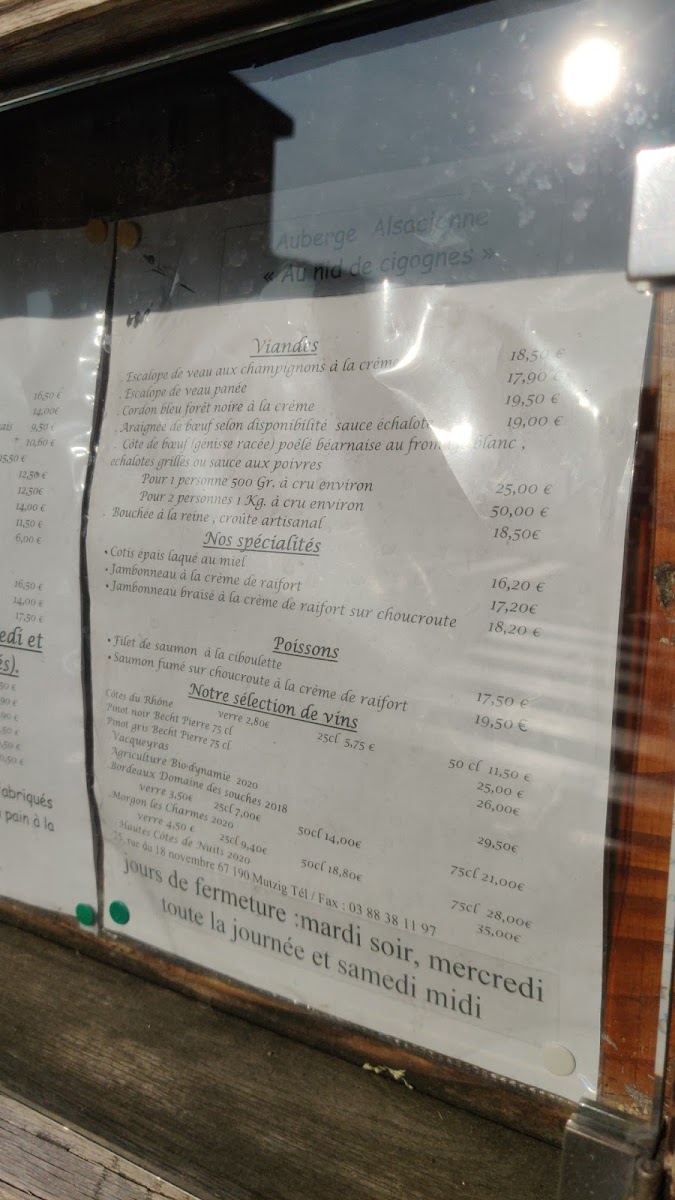 16,50 €
14,00€
ais 9,50 €
* 10,60 €
12,50 €
12,50€
14,00 €
11,50 €
6,00 €
16,50 €
14,00€
17,50 €
edi et
és).
abriqués
pain à la
Auberge Alsacienne
« Au nid de cigognes »
Viandes
. Escalope de veau aux champignons à la crème 18,50 €
. Escalope de veau panée 17,90 €
. Cordon bleu forêt noire à la crème 19,50 €
. Araignée de bœuf selon disponibilité sauce échalote 19,00 €
. Côte de bœuf (génisse racée) poêlé béarnaise au blanc ,
échalotes grillés ou sauce aux poivres
Pour 1 personne 500 Gr. à cru environ 25,00 €
Pour 2 personnes 1 Kg. à cru environ 50,00 €
. Bouchée à la reine , croûte artisanal 18,50€
Nos spécialités
• Cotis épais laqué au miel 16,20 €
• Jambonneau à la crème de raifort 17,20€
• Jambonneau braisé à la crème de raifort sur choucroute 18,20 €
Poissons
• Filet de saumon à la ciboulette 17,50 €
• Saumon fumé sur choucroute à la crème de raifort 19,50 €
Notre sélection de vins
Côtes du Rhône verre 2,80€ 25cl 5,75 € 50 cl 11,50 €
Pinot noir Becht Pierre 75 cl 25,00 €
Pinot gris Becht Pierre 75 cl 26,00€
Vacqueyras
Agriculture Bio-dynamie 2020 29,50€
.Bordeaux Domaine des souches 2018
verre 3,50€ 25cl 7,00€ 50cl 14,00€ 75cl 21,00€
.Morgon les Charmes 2020
verre 4,50 € 25cl 9,40€ 50cl 18,80€ 75cl 28,00€
. Hautes Côtes de Nuits 2020 35,00€
25, rue du 18 novembre 67 190 Mutzig Tél / Fax : 03 88 38 11 97
jours de fermeture :mardi soir, mercredi
toute la journée et samedi midi